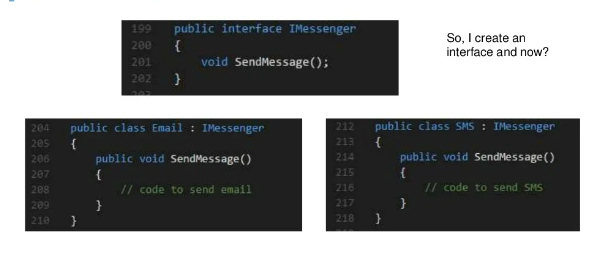 199 public interface IMessenger
200 {
201 void SendMessage();
202 }
So, I create an
interface and now?
204 public class Email : IMessenger
205 {
206 public void SendMessage()
207 {
208 // code to send email
209 }
210 }
212 public class SMS : IMessenger
213 {
214 public void SendMessage()
215 {
216 // code to send SMS
217 }
218 }